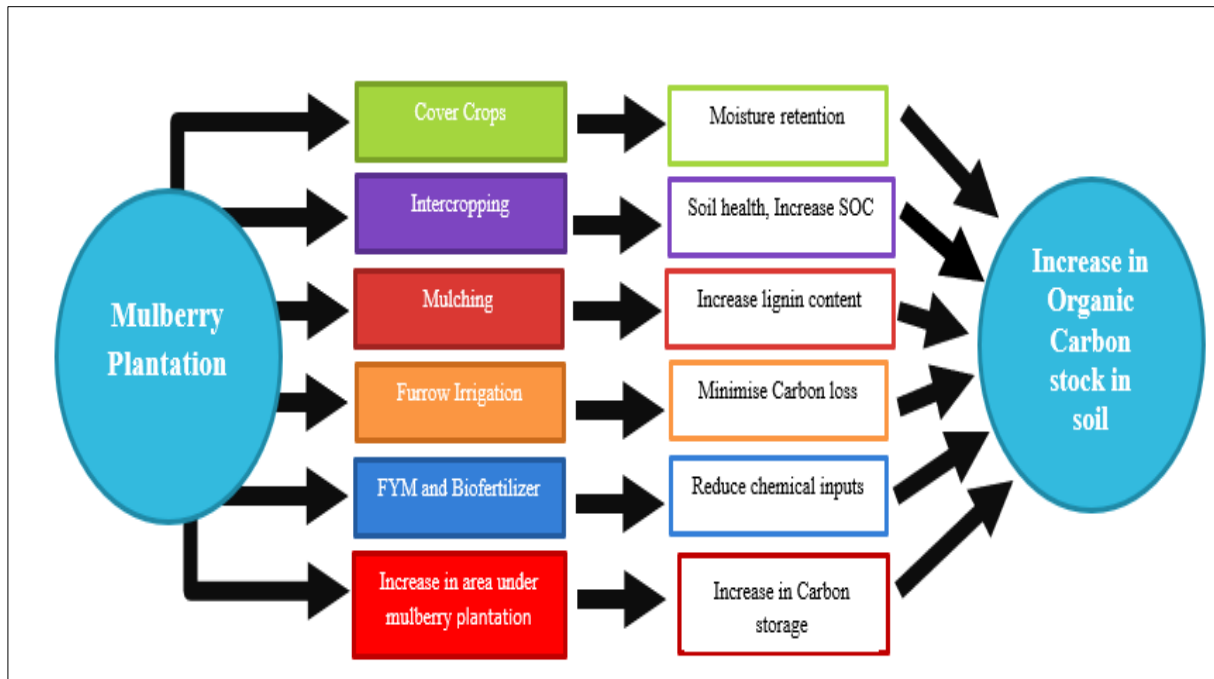 Mulberry
Plantation
Cover Crops
Moisture retention
Intercropping
Soil health, Increase SOC
Mulching
Increase lignin content
Furrow Irrigation
Minimise Carbon loss
FYM and Biofertilizer
Reduce chemical inputs
Increase in area under
mulberry plantation
Increase in Carbon
storage
Increase in
Organic
Carbon
stock in
soil